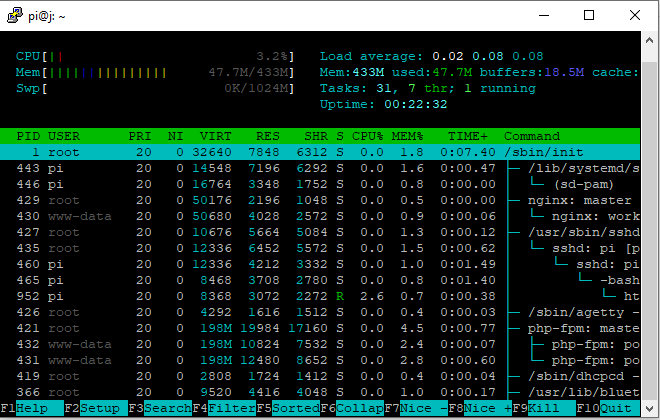 pi@j: ~
CPU[|| 3.2%] Load average: 0.02 0.08 0.08
Mem[|||||||||||||||||| 47.7M/433M] Mem:433M used:47.7M buffers:18.5M cache:
Swp[ 0K/1024M] Tasks: 31, 7 thr; 1 running
Uptime: 00:22:32
PID USER PRI NI VIRT RES SHR S CPU% MEM% TIME+ Command
1 root 20 0 32640 7848 6312 S 0.0 1.8 0:07.40 /sbin/init
443 pi 20 0 14548 7196 6292 S 0.0 1.6 0:00.47 ├─ /lib/systemd/s
446 pi 20 0 16764 3348 1752 S 0.0 0.8 0:00.00 │ └─ (sd-pam)
429 root 20 0 50176 2196 1048 S 0.0 0.5 0:00.00 ├─ nginx: master
430 www-data 20 0 50680 4028 2572 S 0.0 0.9 0:00.06 │ └─ nginx: work
427 root 20 0 10676 5664 5084 S 0.0 1.3 0:00.12 ├─ /usr/sbin/sshd
435 root 20 0 12336 6452 5572 S 0.0 1.5 0:00.62 │ └─ sshd: pi [p
460 pi 20 0 12336 4212 3332 S 0.0 1.0 0:01.49 │ └─ sshd: pi
465 pi 20 0 8468 3708 2780 S 0.0 0.8 0:01.40 │ └─ -bash
952 pi 20 0 8368 3072 2272 R 2.6 0.7 0:00.38 │ └─ ht
426 root 20 0 4292 1616 1512 S 0.0 0.4 0:00.03 ├─ /sbin/agetty -
421 root 20 0 198M 19984 17160 S 0.0 4.5 0:00.77 ├─ php-fpm: maste
432 www-data 20 0 198M 10824 7532 S 0.0 2.4 0:00.07 │ ├─ php-fpm: po
431 www-data 20 0 198M 12480 8652 S 0.0 2.8 0:00.60 │ └─ php-fpm: po
419 root 20 0 2808 1724 1412 S 0.0 0.4 0:00.04 ├─ /sbin/dhcpcd -
366 root 20 0 9520 4416 4048 S 0.0 1.0 0:00.17 ├─ /usr/lib/bluet
F1Help F2Setup F3SearchF4FilterF5SortedF6CollapF7Nice -F8Nice +F9Kill F10Quit